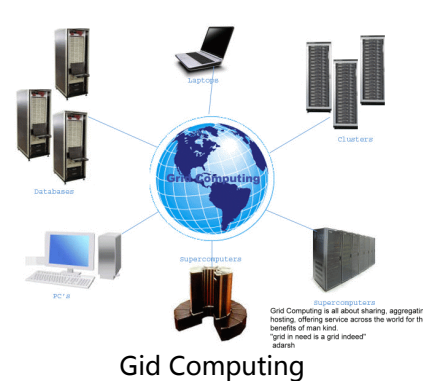 Laptops
Clusters
Databases
Grid Computing
PC's
Supercomputers
Supercomputers
Grid Computing is all about sharing, aggregatin
hosting, offering service across the world for th
benefits of man kind.
"grid in need is a grid indeed"
adarsh
Gid Computing